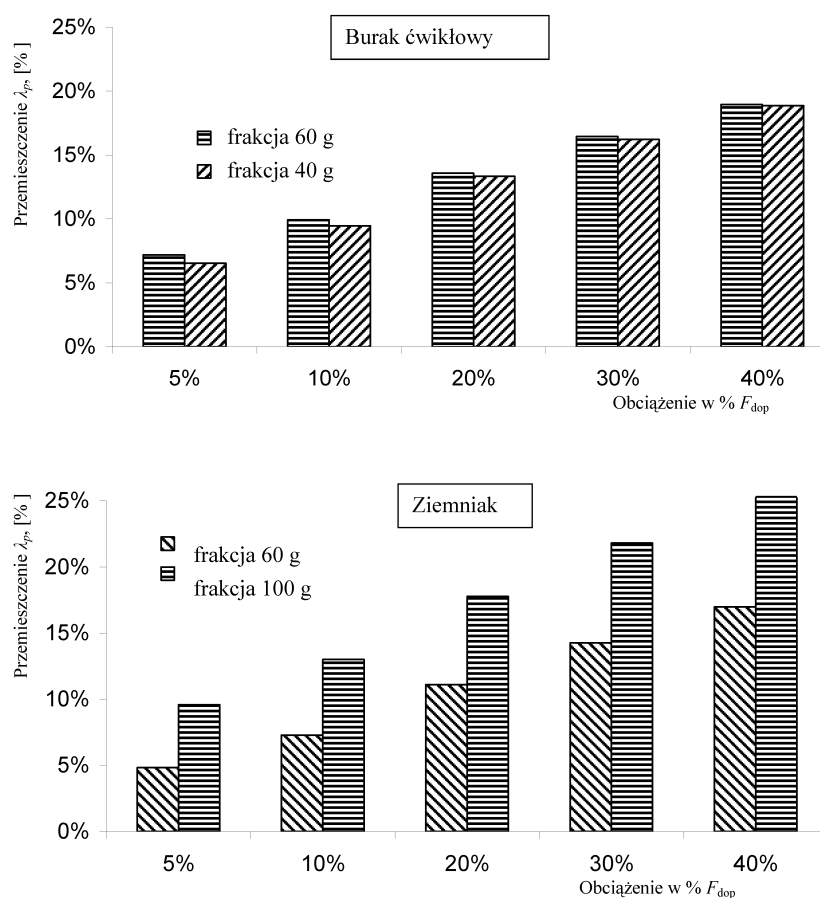 Burak ćwikłowy
Przemieszczenie λp, [% ]
25%
20%
15%
10%
5%
0%
frakcja 60 g
frakcja 40 g
5% 10% 20% 30% 40%
Obciążenie w % Fdop
Ziemniak
Przemieszczenie λp, [% ]
25%
20%
15%
10%
5%
0%
frakcja 60 g
frakcja 100 g
5% 10% 20% 30% 40%
Obciążenie w % Fdop